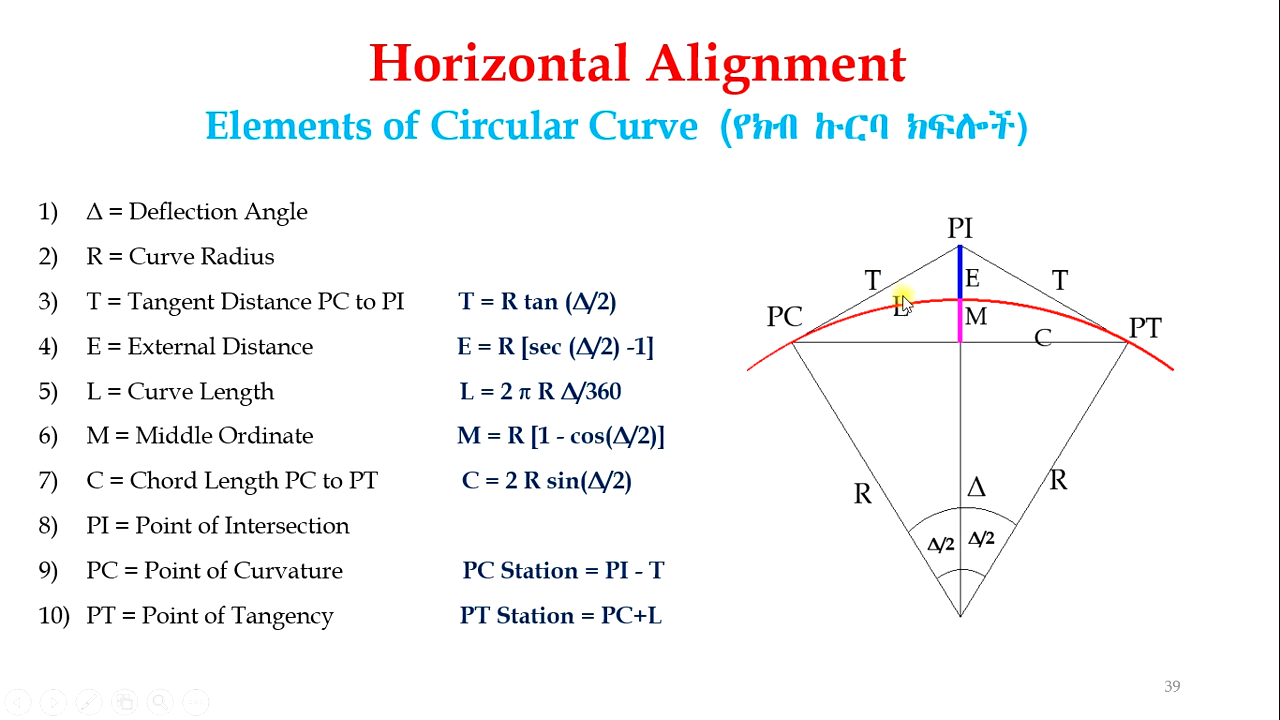 Horizontal Alignment
Elements of Circular Curve (የክብ ኩርባ ክፍሎች)
1) Δ = Deflection Angle
2) R = Curve Radius
3) T = Tangent Distance PC to PI T = R tan (Δ/2)
4) E = External Distance E = R [sec (Δ/2) -1]
5) L = Curve Length L = 2 π R Δ/360
6) M = Middle Ordinate M = R [1 - cos(Δ/2)]
7) C = Chord Length PC to PT C = 2 R sin(Δ/2)
8) PI = Point of Intersection
9) PC = Point of Curvature PC Station = PI - T
10) PT = Point of Tangency PT Station = PC+L
PI
T E T
L
PC M PT
C
R Δ R
Δ/2 Δ/2
39